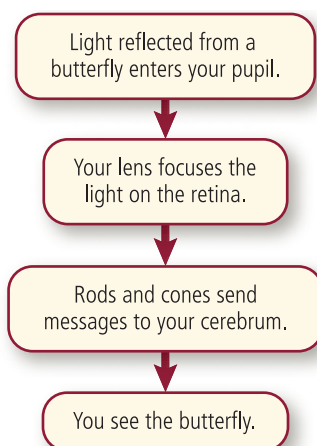 Light reflected from a
butterfly enters your pupil.
Your lens focuses the
light on the retina.
Rods and cones send
messages to your cerebrum.
You see the butterfly.